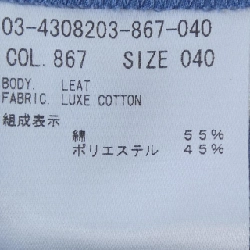 03-4308203-867-040
COL. 867 SIZE 040
BODY. LEAT
FABRIC. LUXE COTTON
組成表示
綿 55%
ポリエステル 45%